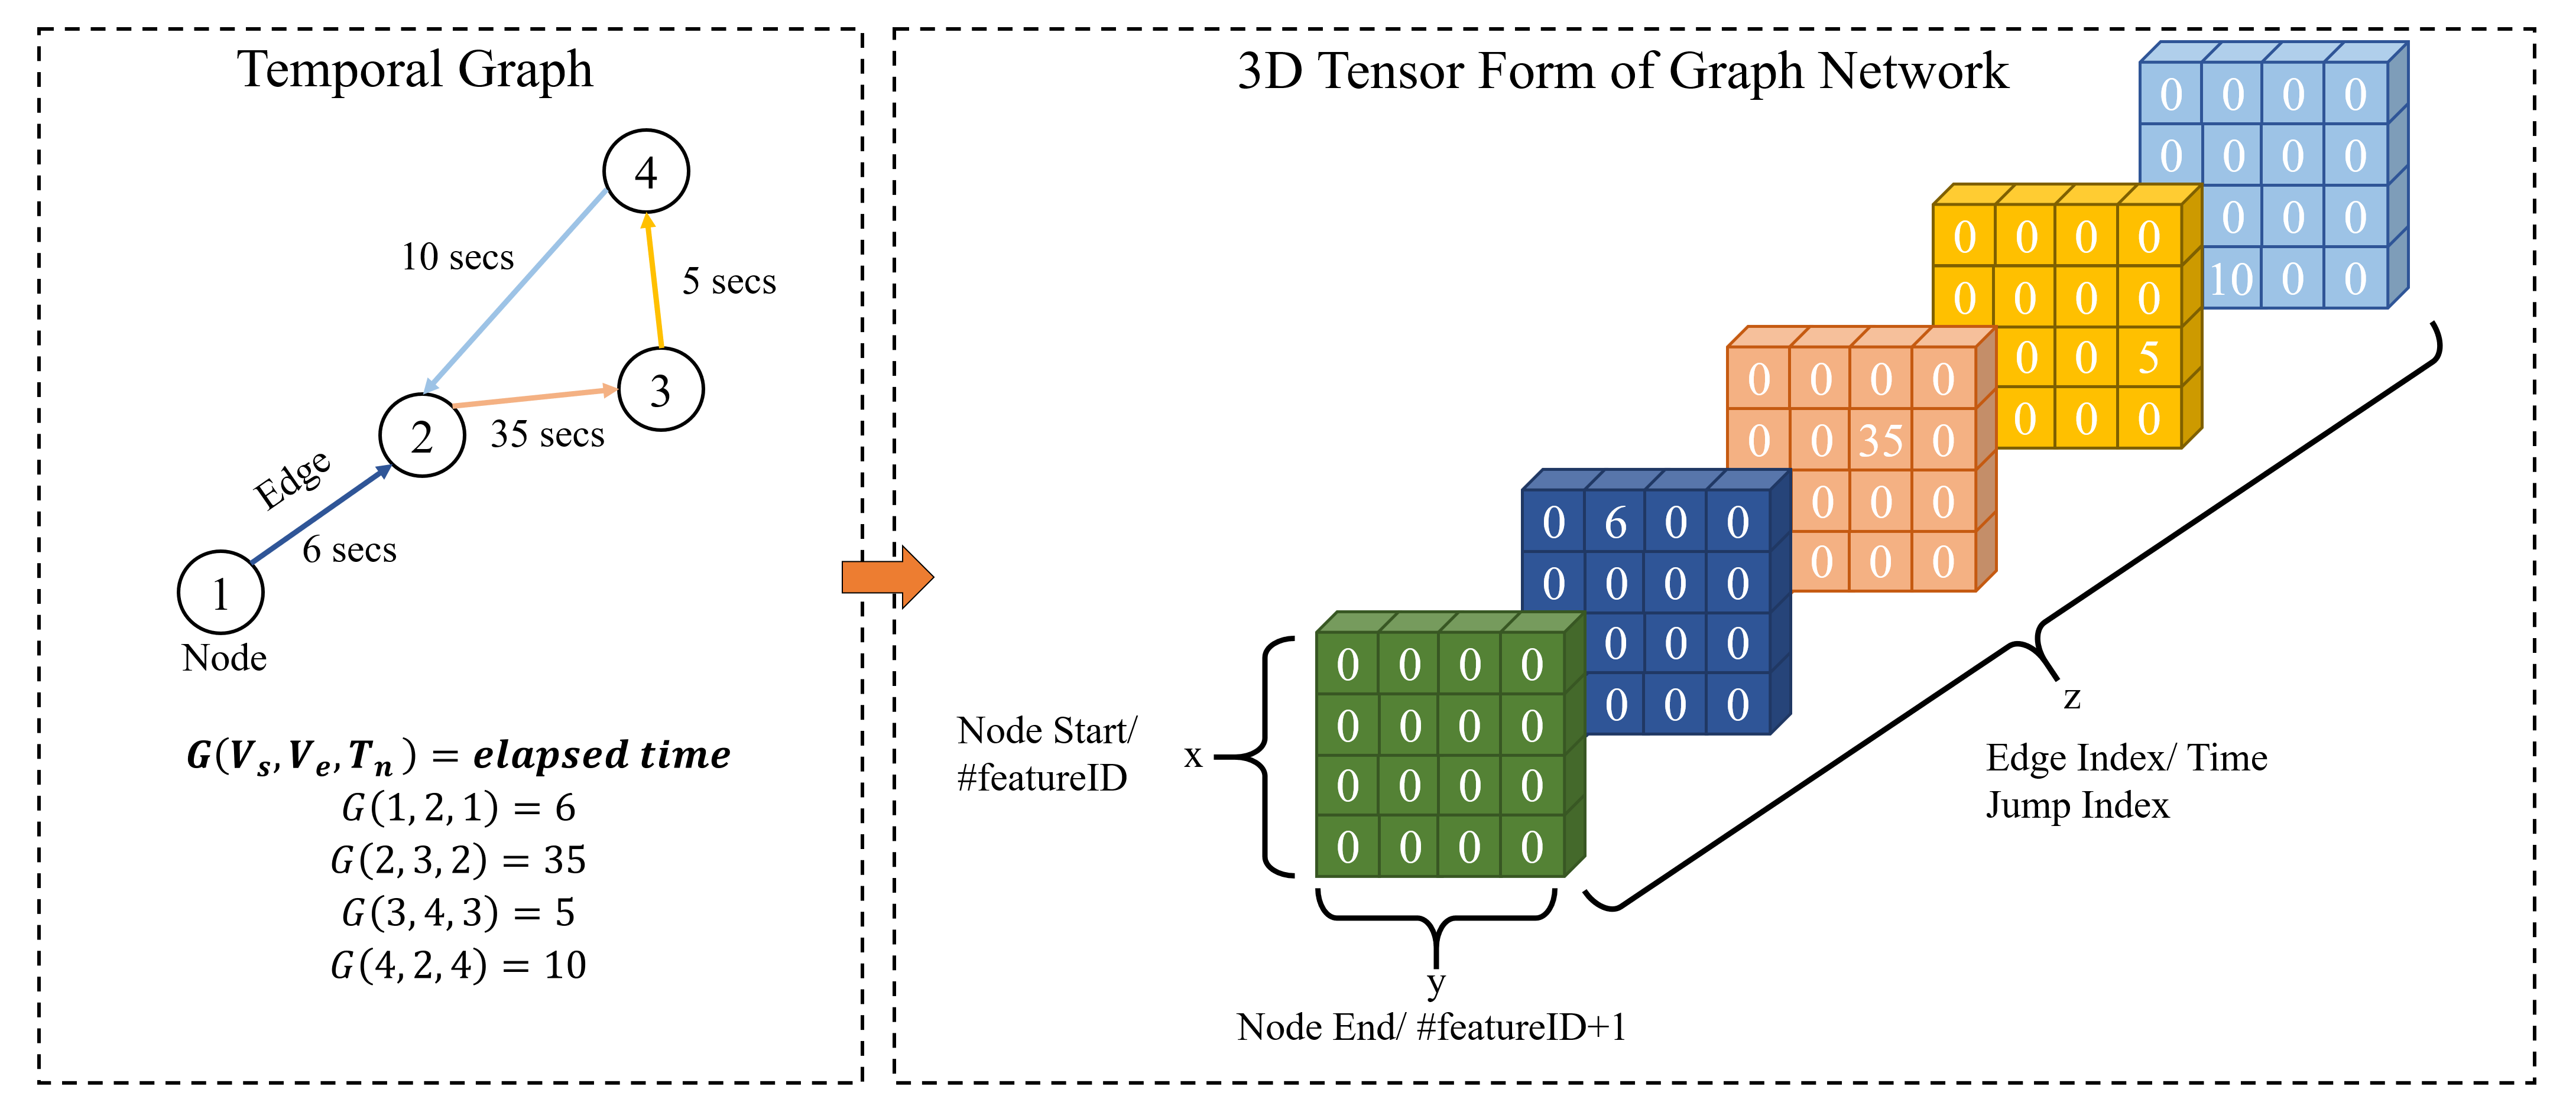 Temporal Graph
4
10 secs
5 secs
3
2
35 secs
Edge
6 secs
1
Node
G(Vs, Ve, Tn) = elapsed time
G(1, 2, 1) = 6
G(2, 3, 2) = 35
G(3, 4, 3) = 5
G(4, 2, 4) = 10
3D Tensor Form of Graph Network
0 0 0 0
0 0 0 0
0 0 0
10 0 0
0 0 0 0
0 0 0 0
0 0 5
0 0 0
0 0 0 0
0 0 35 0
0 0 0
0 0 0
0 6 0 0
0 0 0 0
0 0 0
0 0 0
0 0 0 0
0 0 0 0
0 0 0 0
0 0 0 0
Node Start/
#featureID
x
y
Node End/ #featureID+1
z
Edge Index/ Time
Jump Index